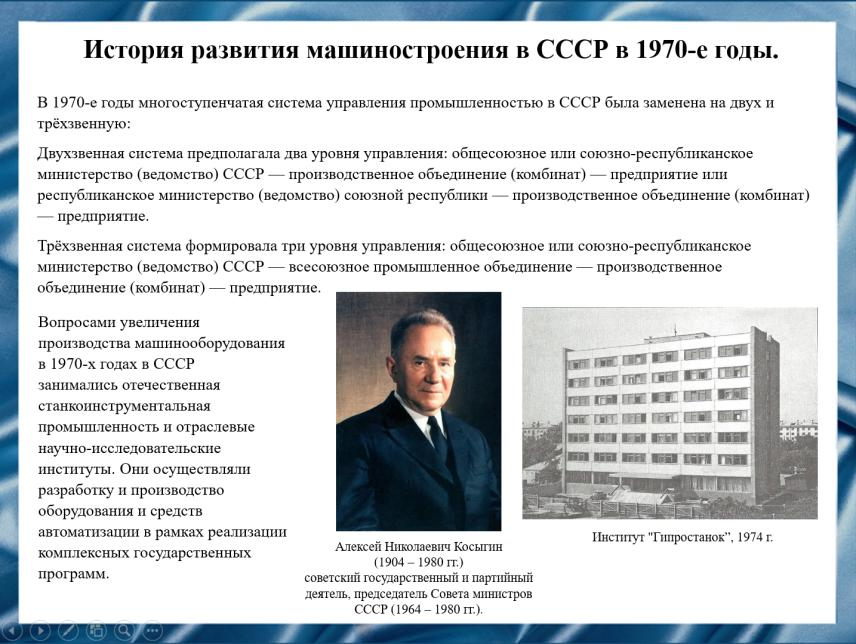 История развития машиностроения в СССР в 1970-е годы.
В 1970-е годы многоступенчатая система управления промышленностью в СССР была заменена на двух и
трёхзвенную:
Двухзвенная система предполагала два уровня управления: общесоюзное или союзно-республиканское
министерство (ведомство) СССР — производственное объединение (комбинат) — предприятие или
республиканское министерство (ведомство) союзной республики — производственное объединение (комбинат)
— предприятие.
Трёхзвенная система формировала три уровня управления: общесоюзное или союзно-республиканское
министерство (ведомство) СССР — всесоюзное промышленное объединение — производственное
объединение (комбинат) — предприятие.
Вопросами увеличения
производства машинооборудования
в 1970-х годах в СССР
занимались отечественная
станкоинструментальная
промышленность и отраслевые
научно-исследовательские
институты. Они осуществляли
разработку и производство
оборудования и средств
автоматизации в рамках реализации
комплексных государственных
программ.
Алексей Николаевич Косыгин
(1904 – 1980 гг.)
советский государственный и партийный
деятель, председатель Совета министров
СССР (1964 – 1980 гг.).
Институт "Гипростанок”, 1974 г.